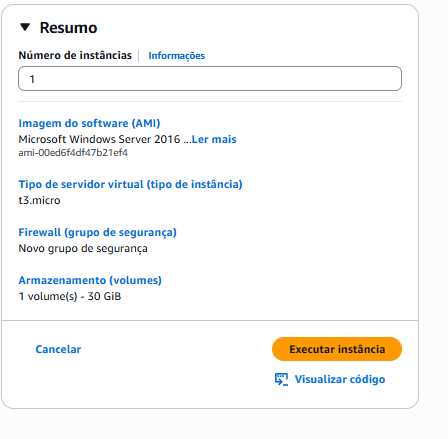 Resumo
Número de instâncias Informações
1
Imagem do software (AMI)
Microsoft Windows Server 2016 ...Ler mais
ami-00ed6f4df47b21ef4
Tipo de servidor virtual (tipo de instância)
t3.micro
Firewall (grupo de segurança)
Novo grupo de segurança
Armazenamento (volumes)
1 volume(s) - 30 GiB
Cancelar Executar instância
Visualizar código